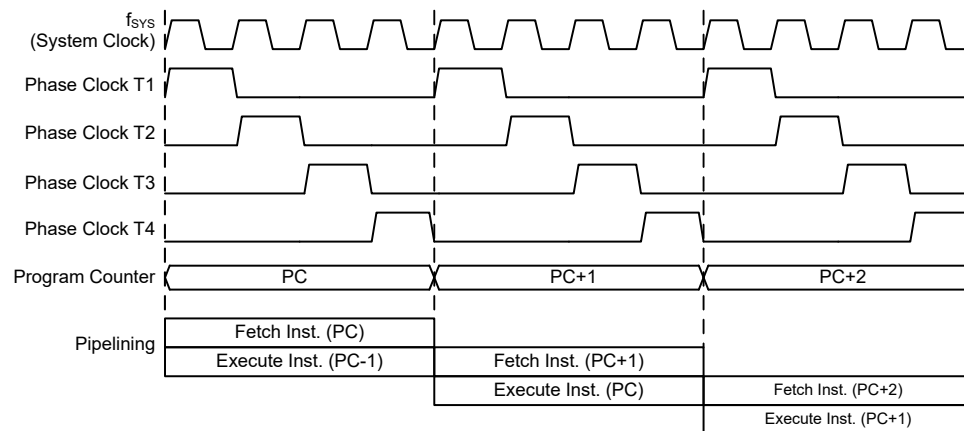 fSYS
(System Clock)
Phase Clock T1
Phase Clock T2
Phase Clock T3
Phase Clock T4
Program Counter
PC
PC+1
PC+2
Pipelining
Fetch Inst. (PC)
Execute Inst. (PC-1)
Fetch Inst. (PC+1)
Execute Inst. (PC)
Fetch Inst. (PC+2)
Execute Inst. (PC+1)